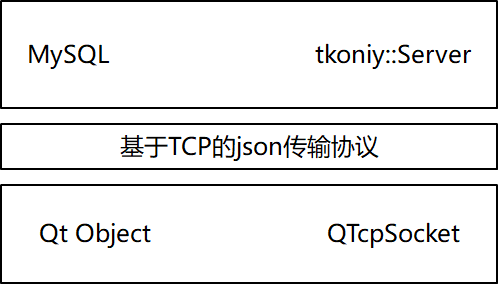 MySQL tkoniy::Server
基于TCP的json传输协议
Qt Object QTcpSocket